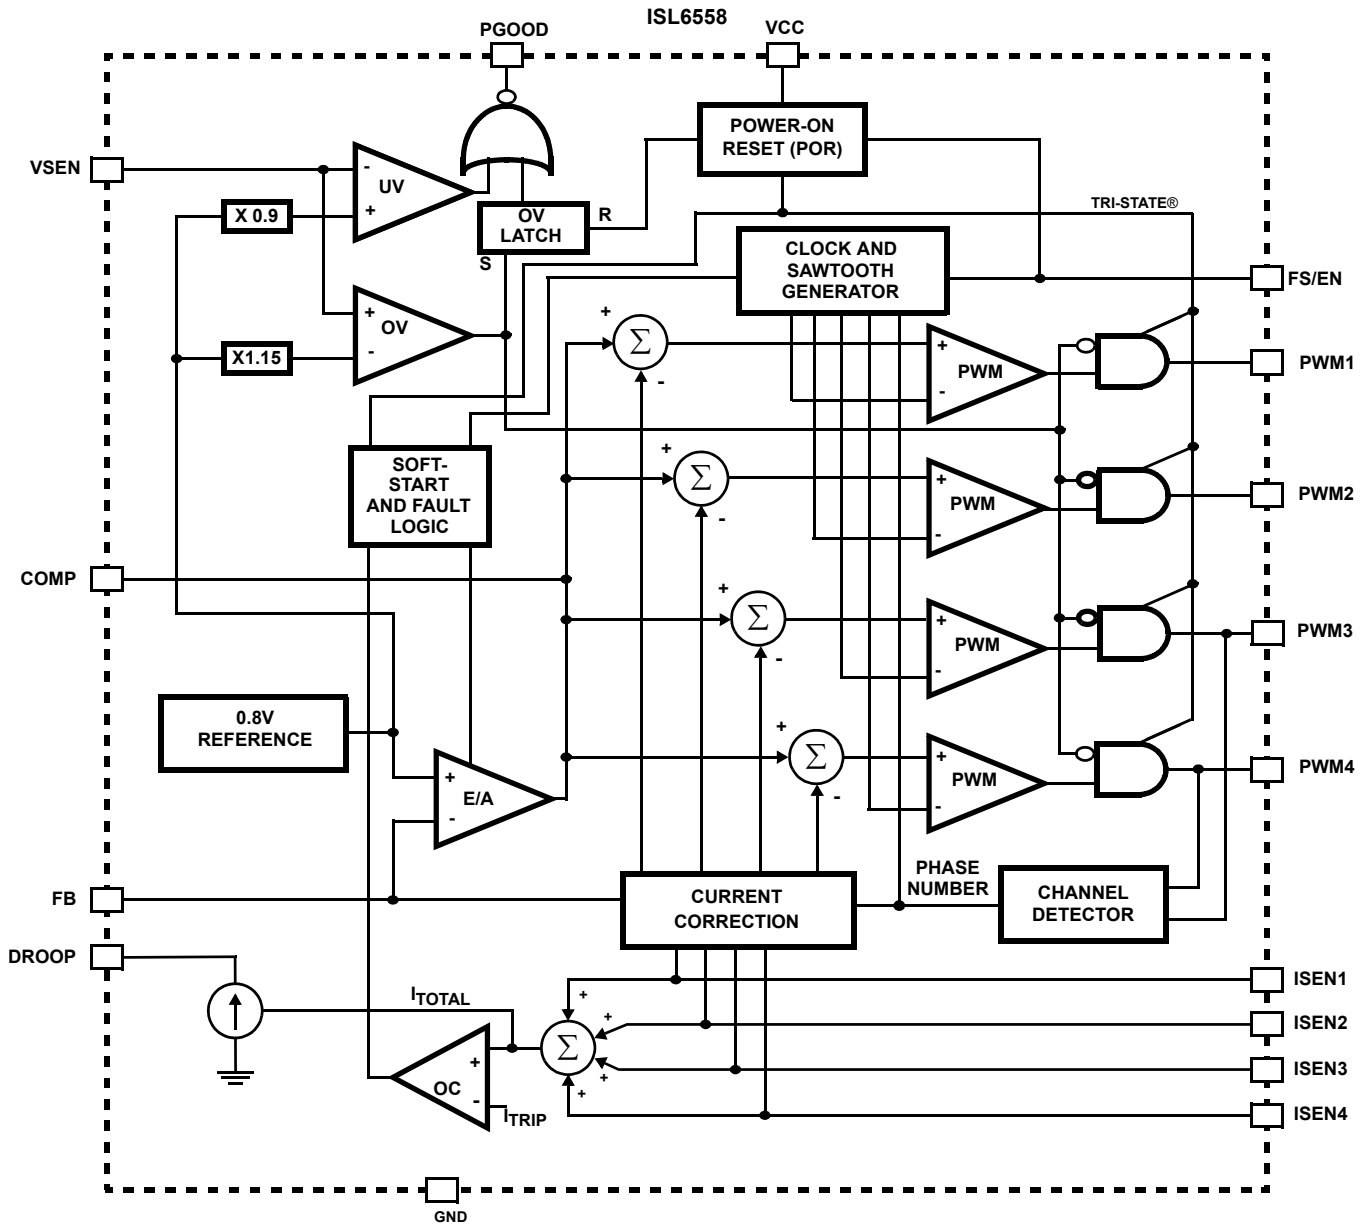 ISL6558
PGOOD
VCC
POWER-ON
RESET (POR)
VSEN
-
UV
+
X 0.9
OV
LATCH
R
S
TRI-STATE®
CLOCK AND
SAWTOOTH
GENERATOR
FS/EN
+
OV
-
X1.15
+
Σ
-
+
PWM
-
PWM1
SOFT-
START
AND FAULT
LOGIC
+
Σ
-
+
PWM
-
PWM2
COMP
+
Σ
-
+
PWM
-
PWM3
0.8V
REFERENCE
+
Σ
-
+
PWM
-
PWM4
+
E/A
-
FB
CURRENT
CORRECTION
PHASE
NUMBER
CHANNEL
DETECTOR
DROOP
ITOTAL
+
+
Σ
+
+
ISEN1
ISEN2
ISEN3
ISEN4
+
OC
-
ITRIP
GND